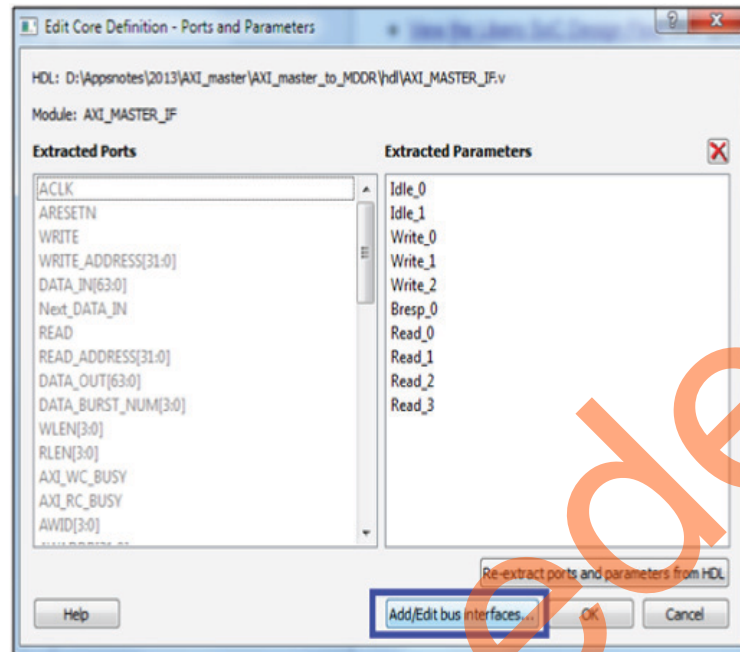 Edit Core Definition - Ports and Parameters
HDL: D:\Appsnotes\2013\AXI_master\AXI_master_to_MDDR\hdl\AXI_MASTER_IF.v
Module: AXI_MASTER_IF
Extracted Ports
Extracted Parameters
ACLK
ARESETN
WRITE
WRITE_ADDRESS[31:0]
DATA_IN[63:0]
Next_DATA_IN
READ
READ_ADDRESS[31:0]
DATA_OUT[63:0]
DATA_BURST_NUM[3:0]
WLEN[3:0]
RLEN[3:0]
AXI_WC_BUSY
AXI_RC_BUSY
AWID[3:0]
Idle_0
Idle_1
Write_0
Write_1
Write_2
Bresp_0
Read_0
Read_1
Read_2
Read_3
Re-extract ports and parameters from HDL
Help
Add/Edit bus interfaces...
OK
Cancel